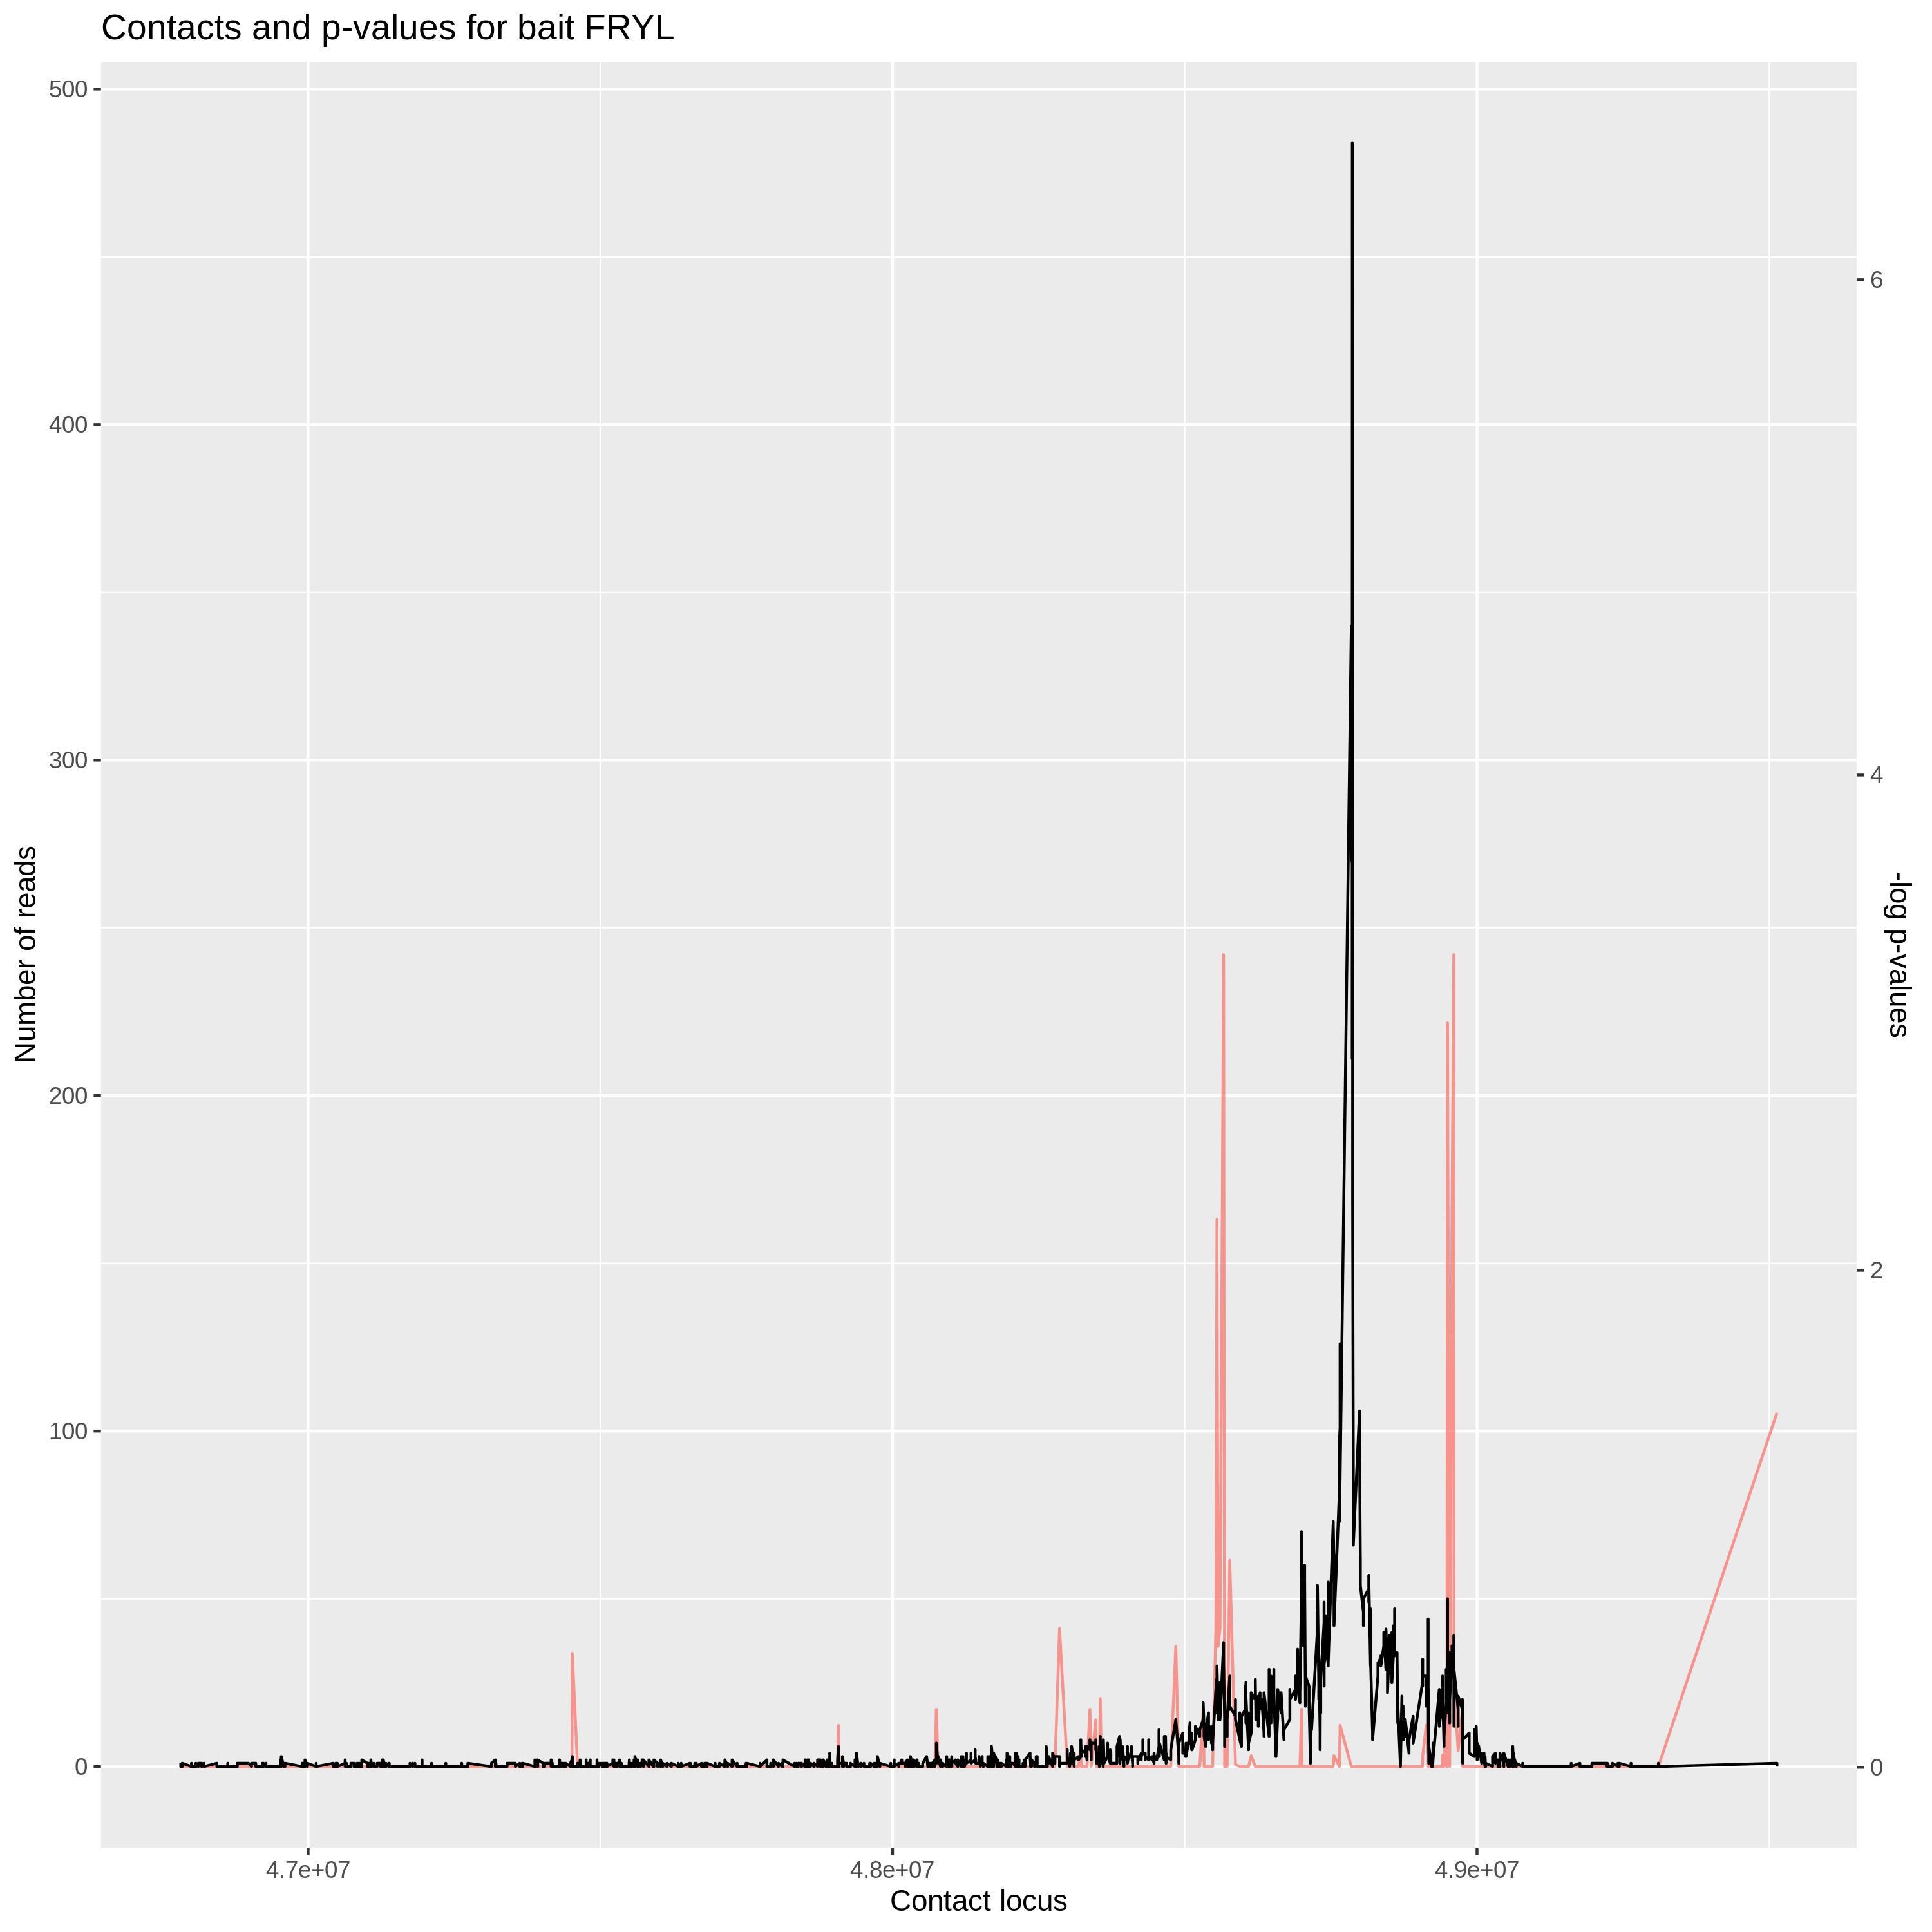 Contacts and p-values for bait FRYL
500
400
300
200
100
0
Number of reads
6
4
2
0
-log p-values
4.7e+07
4.8e+07
4.9e+07
Contact locus